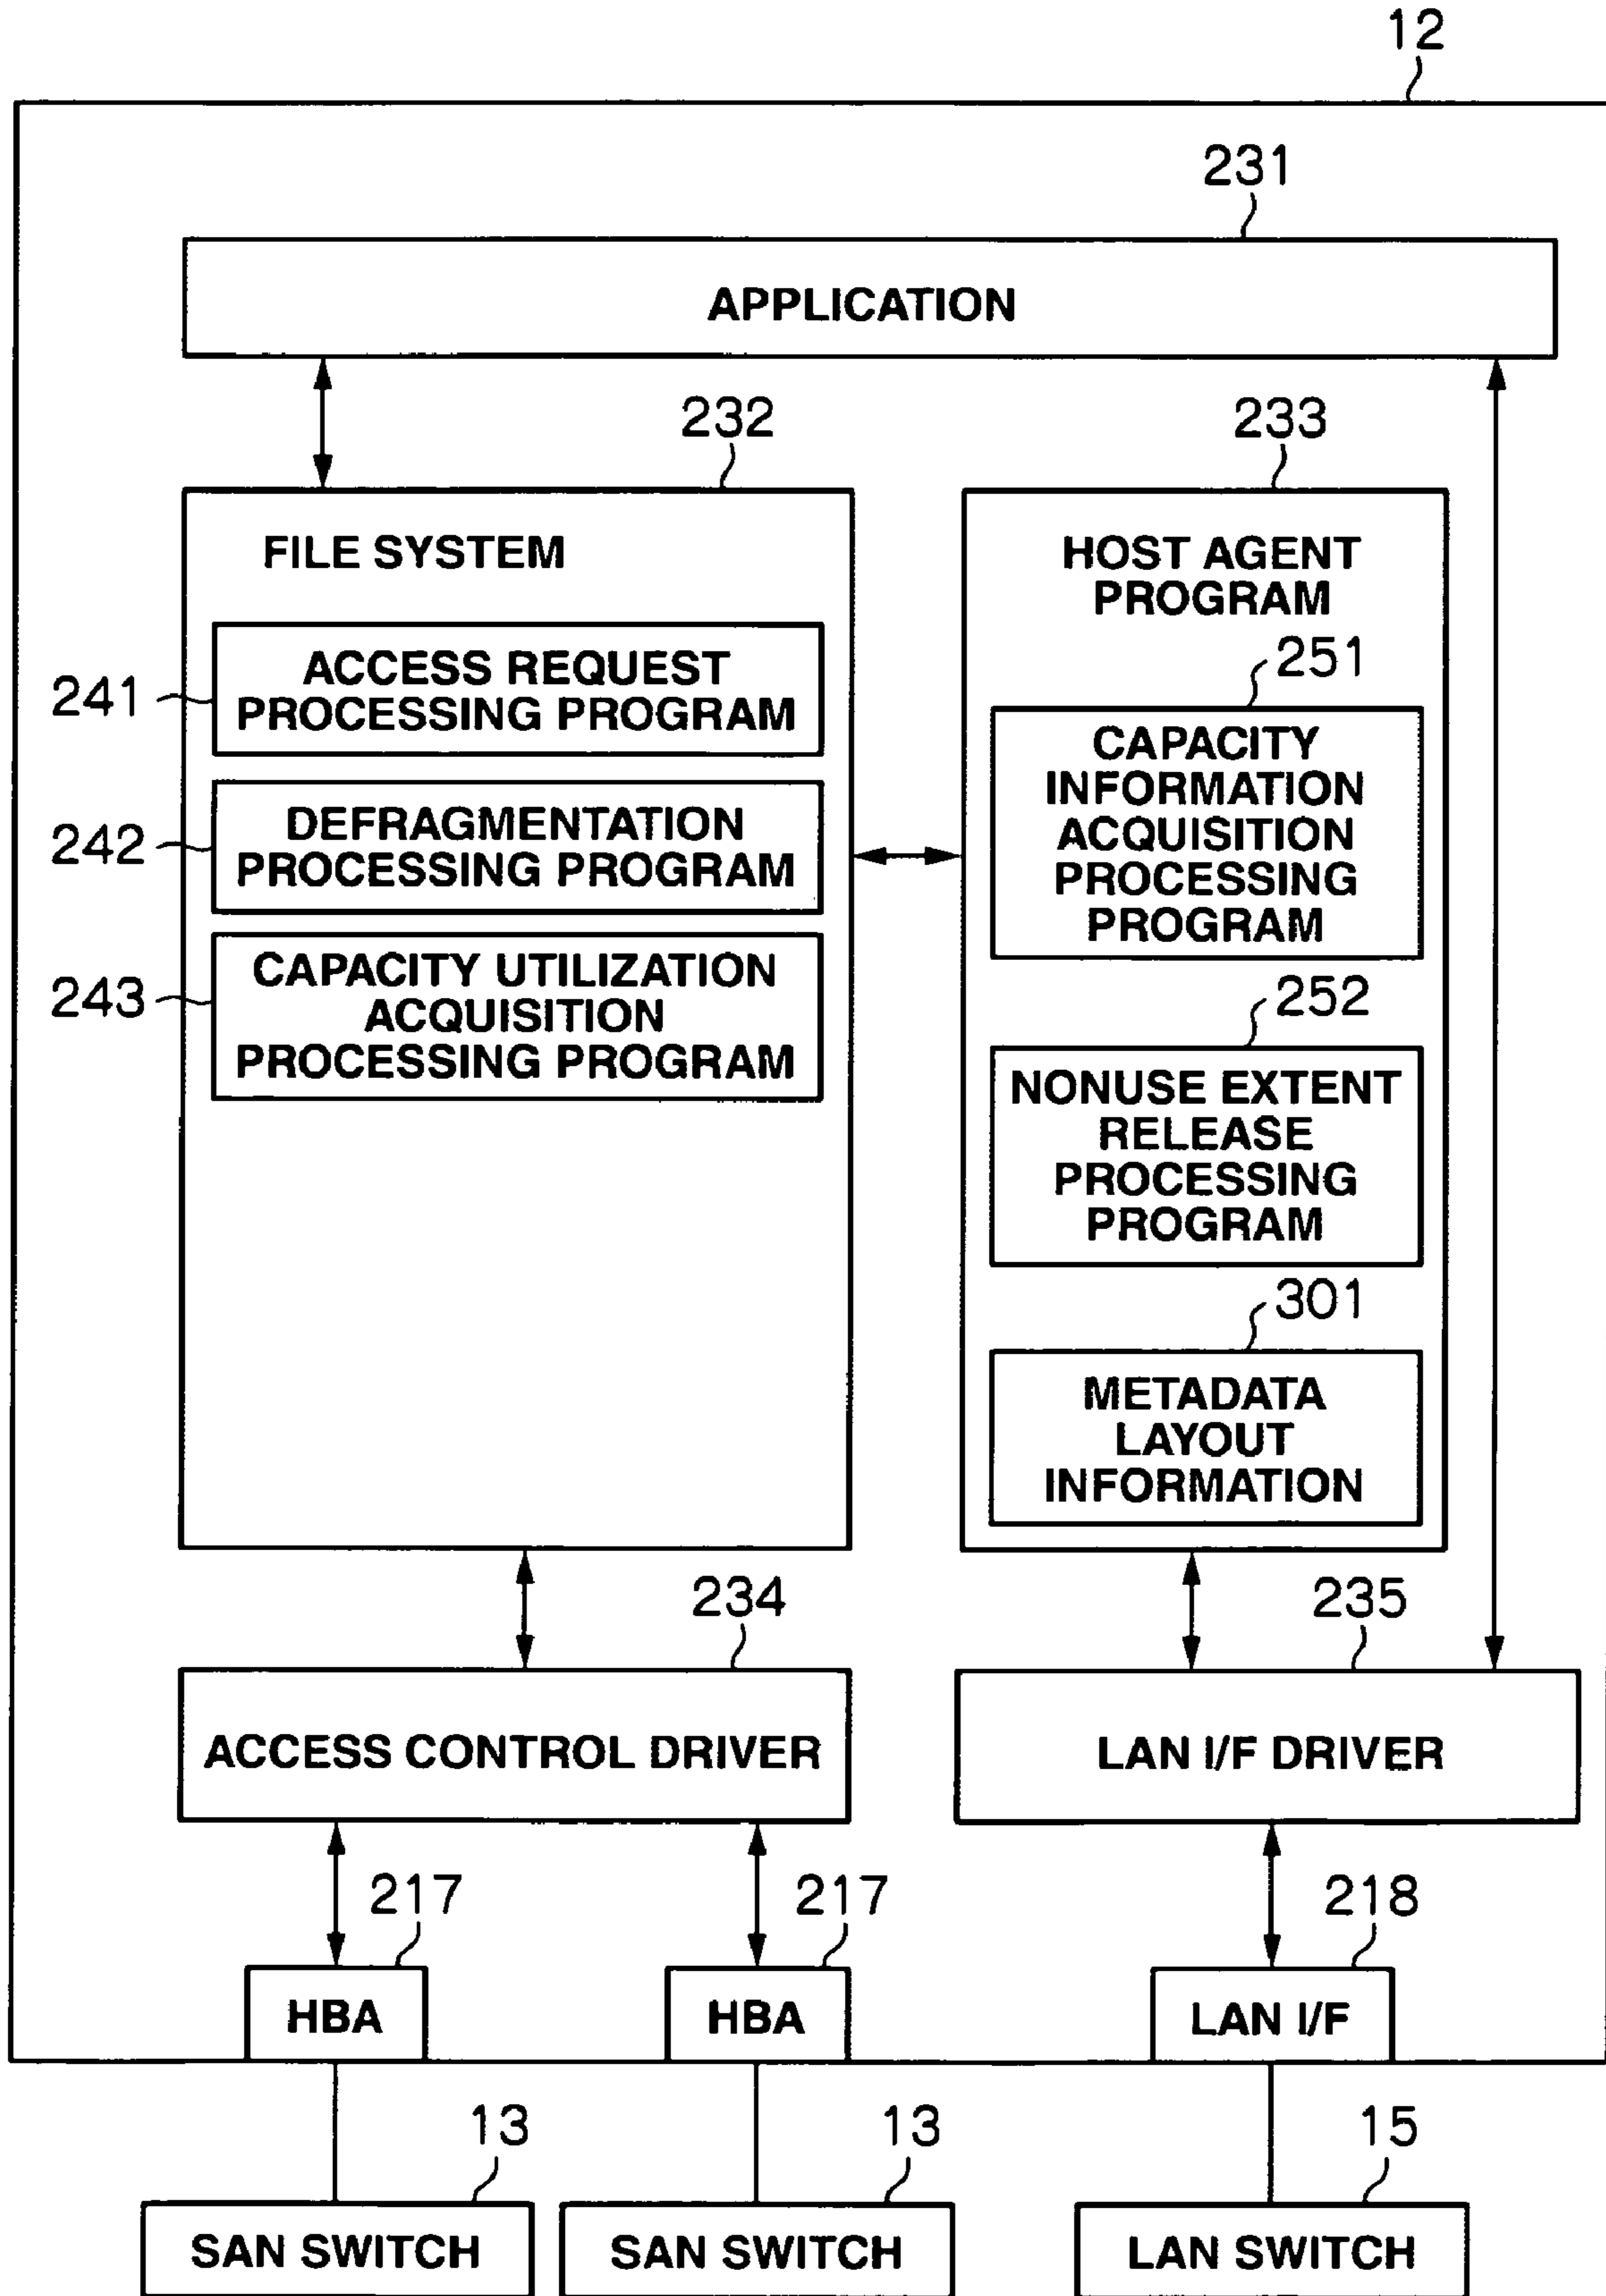 12
231
APPLICATION
232
233
FILE SYSTEM
HOST AGENT
PROGRAM
241
ACCESS REQUEST
PROCESSING PROGRAM
242
DEFRAGMENTATION
PROCESSING PROGRAM
243
CAPACITY UTILIZATION
ACQUISITION
PROCESSING PROGRAM
251
CAPACITY
INFORMATION
ACQUISITION
PROCESSING
PROGRAM
252
NONUSE EXTENT
RELEASE
PROCESSING
PROGRAM
301
METADATA
LAYOUT
INFORMATION
234
235
ACCESS CONTROL DRIVER
LAN I/F DRIVER
217
217
218
HBA
HBA
LAN I/F
13
13
15
SAN SWITCH
SAN SWITCH
LAN SWITCH